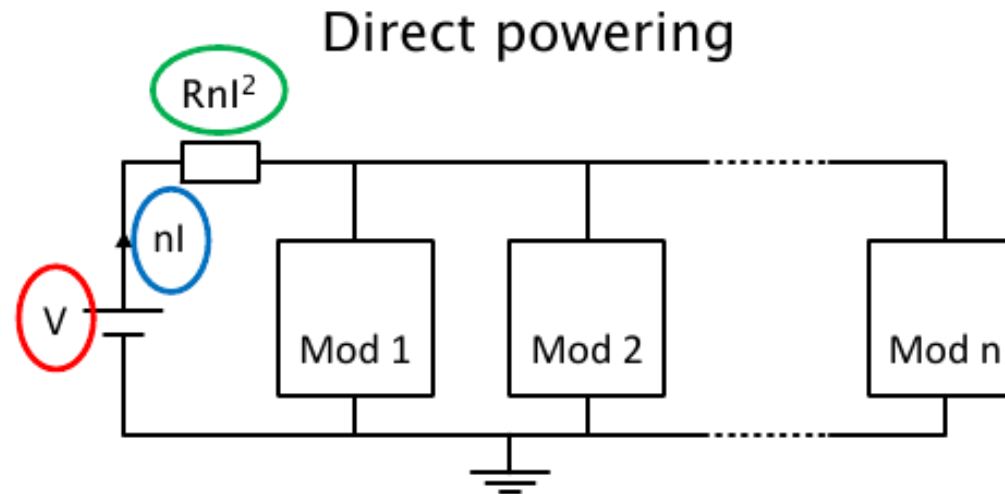 Direct powering
RnI²
nI
V
Mod 1
Mod 2
Mod n